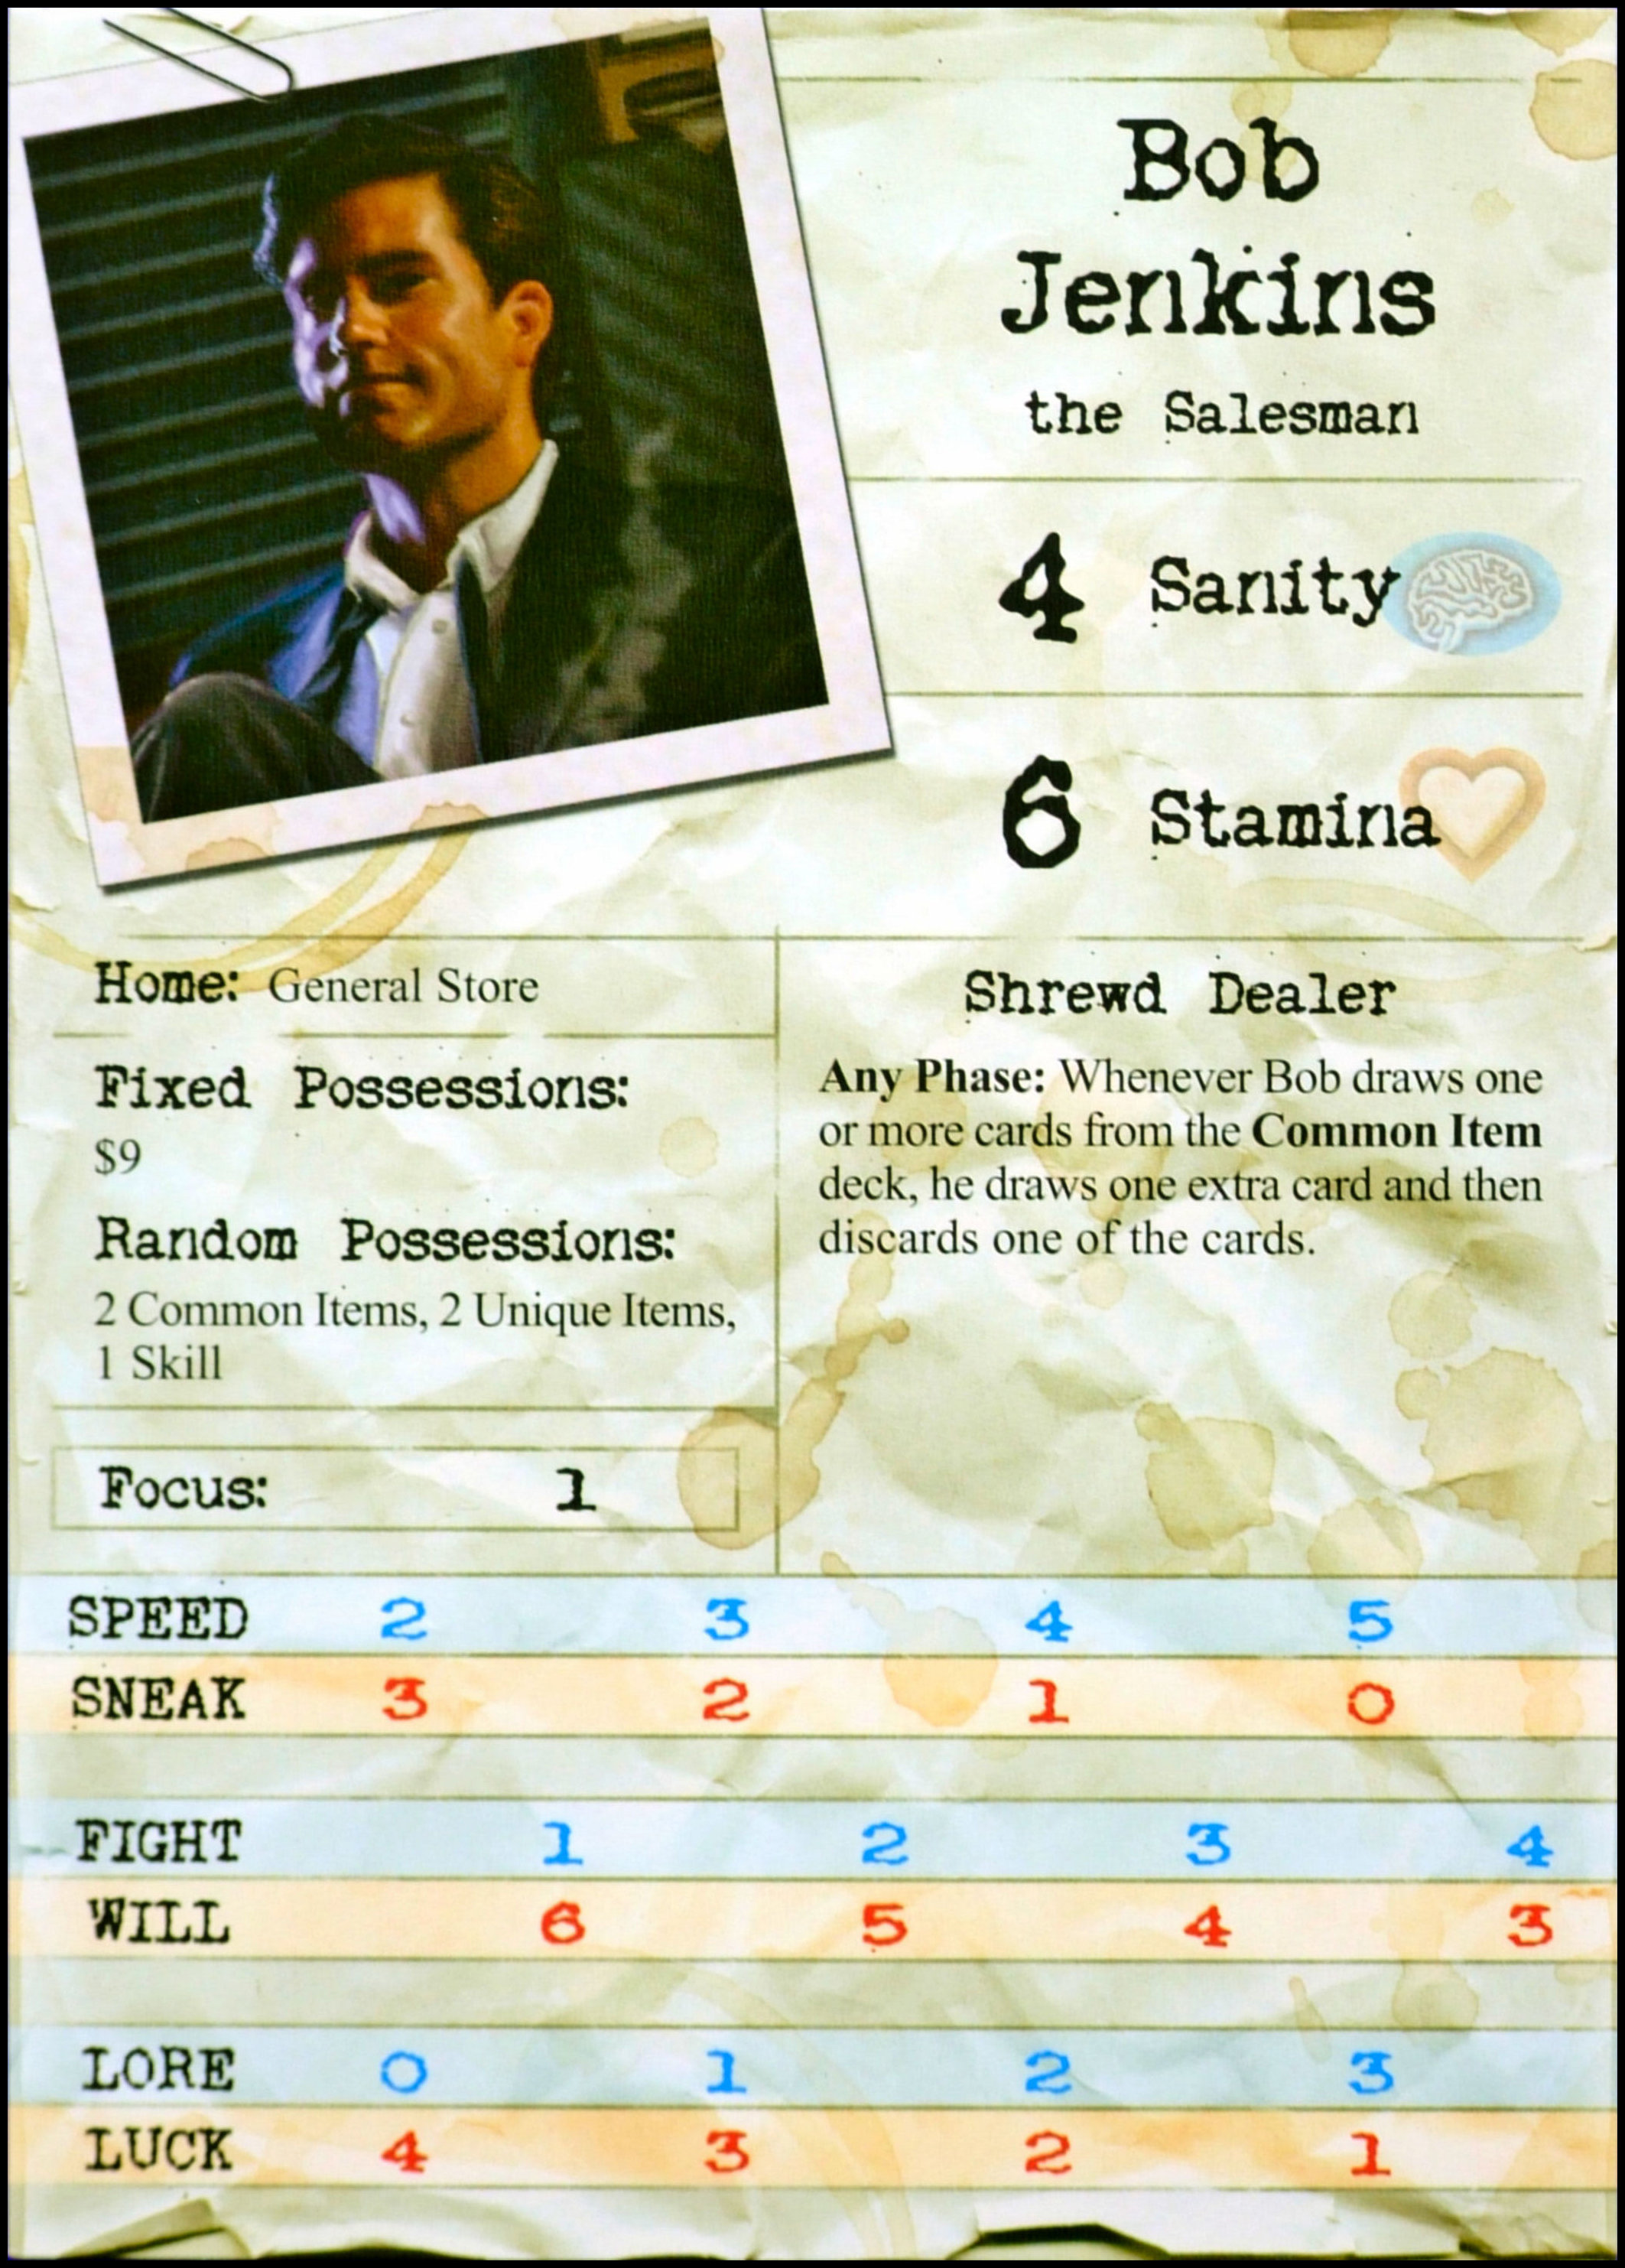 Bob
Jenkins
the Salesman
4 Sanity
6 Stamina
Home: General Store
Fixed Possessions:
$9
Random Possessions:
2 Common Items, 2 Unique Items,
1 Skill
Focus: 1
Shrewd Dealer
Any Phase: Whenever Bob draws one
or more cards from the Common Item
deck, he draws one extra card and then
discards one of the cards.
SPEED 2 3 4 5
SNEAK 3 2 1 0
FIGHT 1 2 3 4
WILL 6 5 4 3
LORE 0 1 2 3
LUCK 4 3 2 1